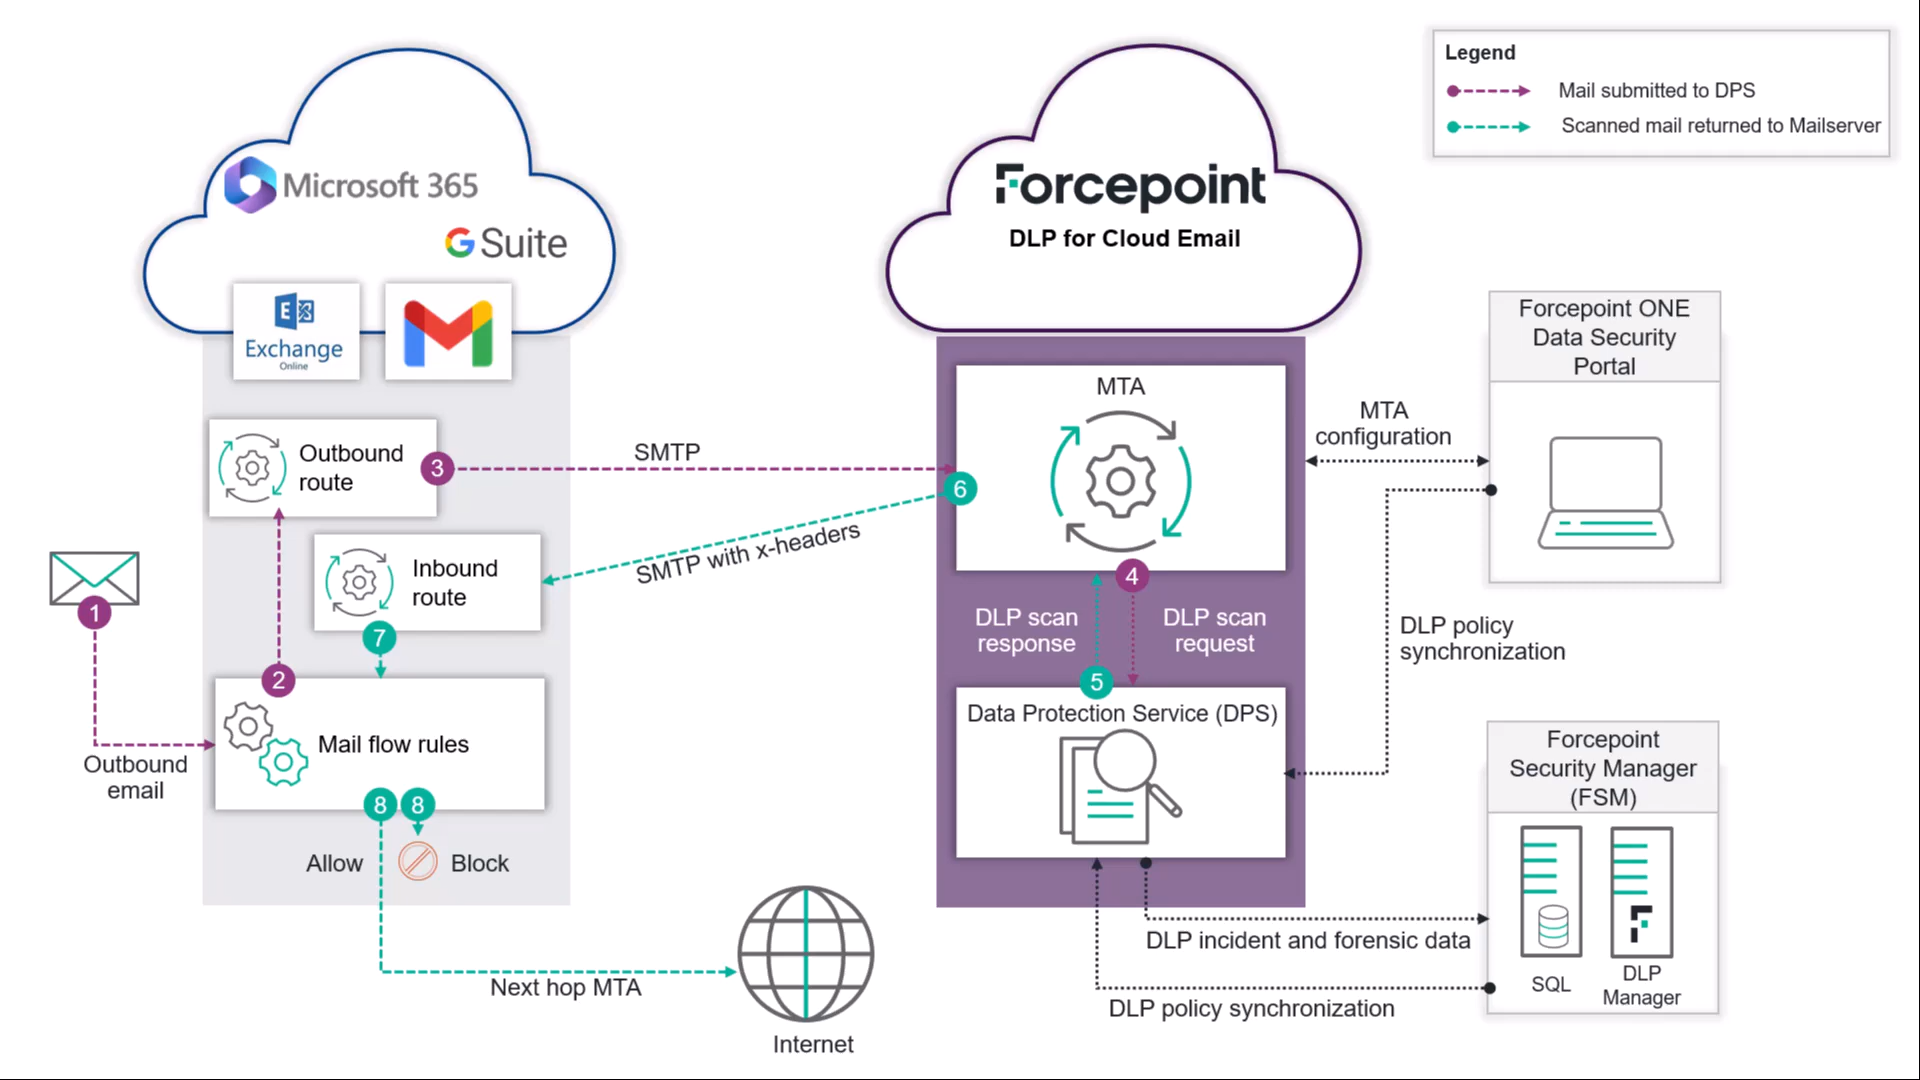 Legend
Mail submitted to DPS
Scanned mail returned to Mailserver
Microsoft 365
G Suite
E
Exchange
Online
Forcepoint
DLP for Cloud Email
Outbound
route
3
SMTP
Inbound
route
7
SMTP with x-headers
6
1
Outbound
email
2
Mail flow rules
8
8
Allow
Block
Next hop MTA
Internet
MTA
4
DLP scan
response
DLP scan
request
5
Data Protection Service (DPS)
MTA
configuration
Forcepoint ONE
Data Security
Portal
DLP policy
synchronization
Forcepoint
Security Manager
(FSM)
SQL
DLP
Manager
DLP incident and forensic data
DLP policy synchronization